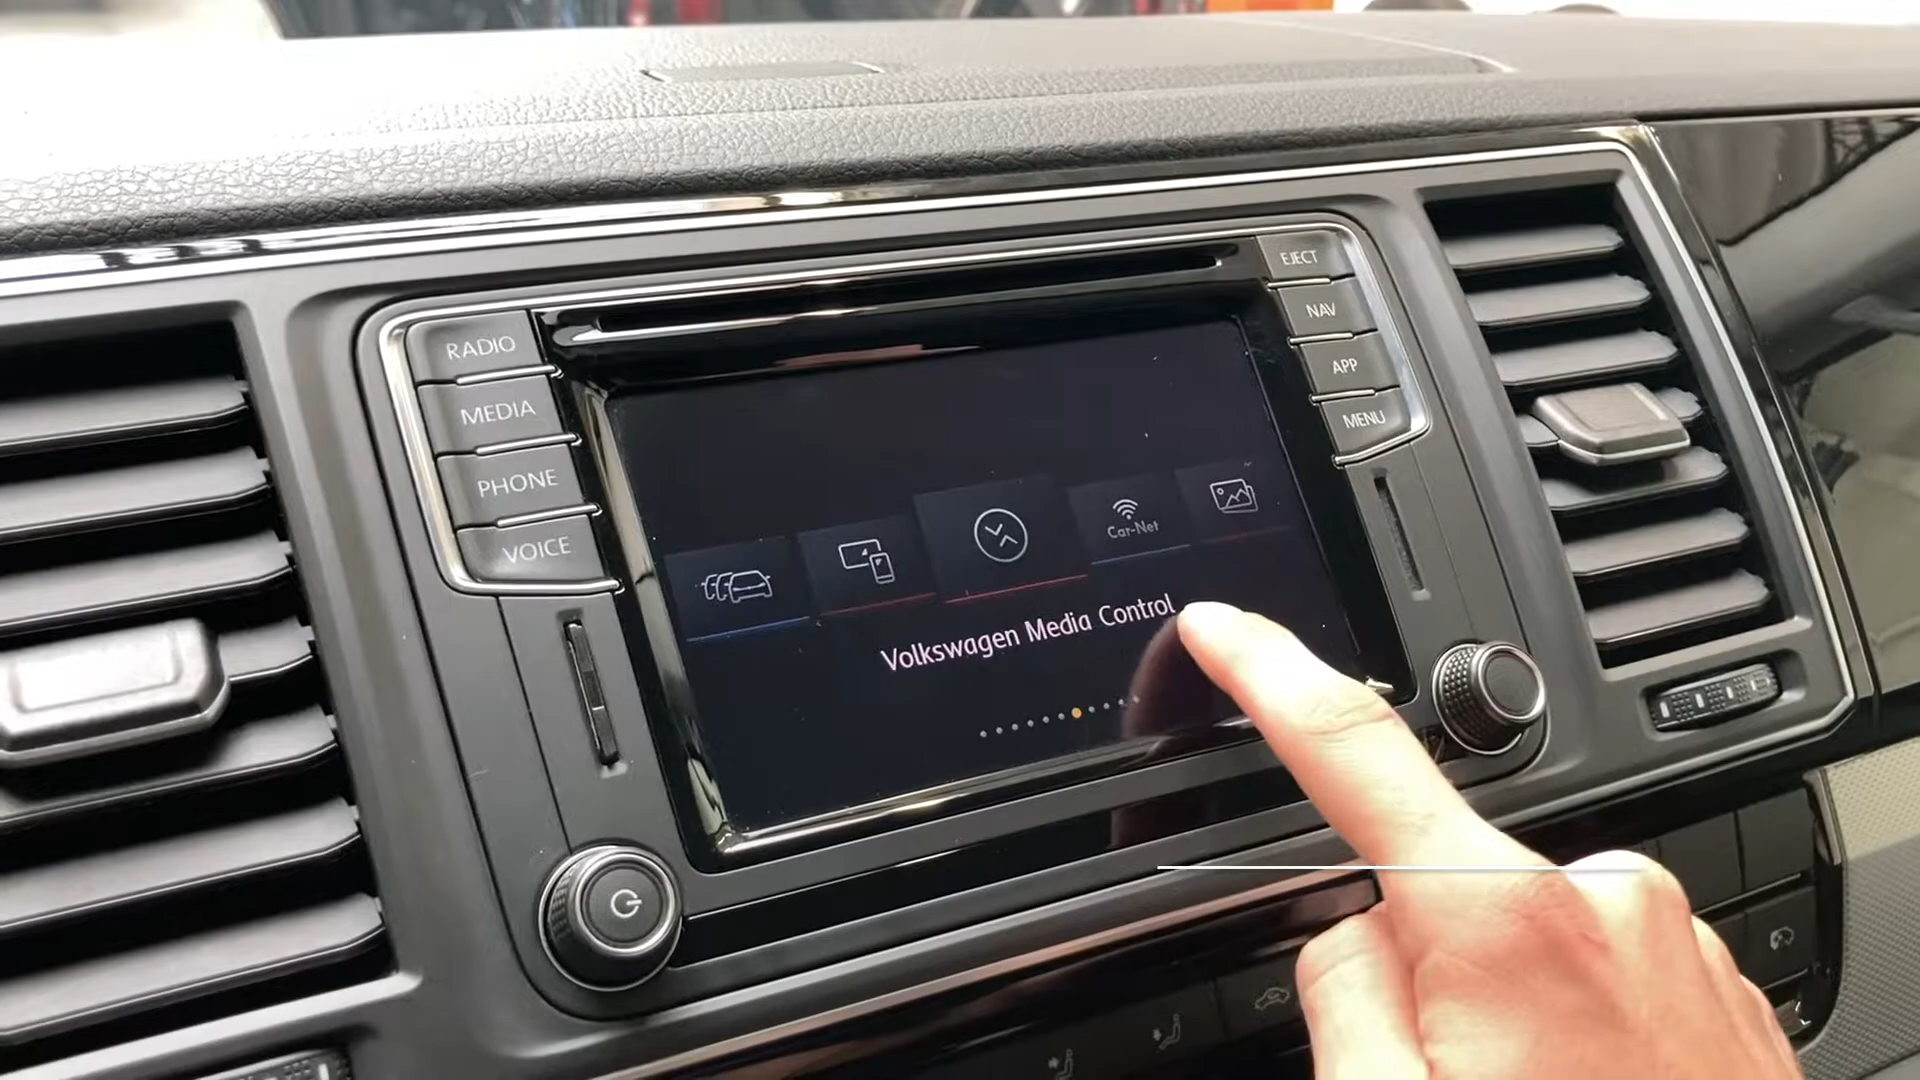 RADIO
MEDIA
PHONE
VOICE
EJECT
NAV
APP
MENU
Car-Net
Volkswagen Media Control